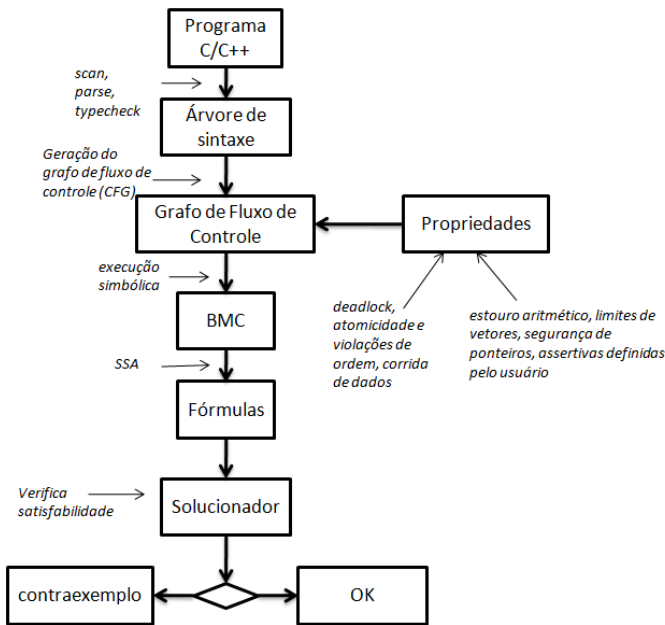 Programa
C/C++
scan,
parse,
typecheck
Árvore de
sintaxe
Geração do
grafo de fluxo de
controle (CFG)
Grafo de Fluxo de
Controle
Propriedades
execução
simbólica
BMC
deadlock,
atomicidade e
violações de
ordem, corrida
de dados
estouro aritmético, limites de
vetores, segurança de
ponteiros, assertivas definidas
pelo usuário
SSA
Fórmulas
Verifica
satisfabilidade
Solucionador
contraexemplo
OK